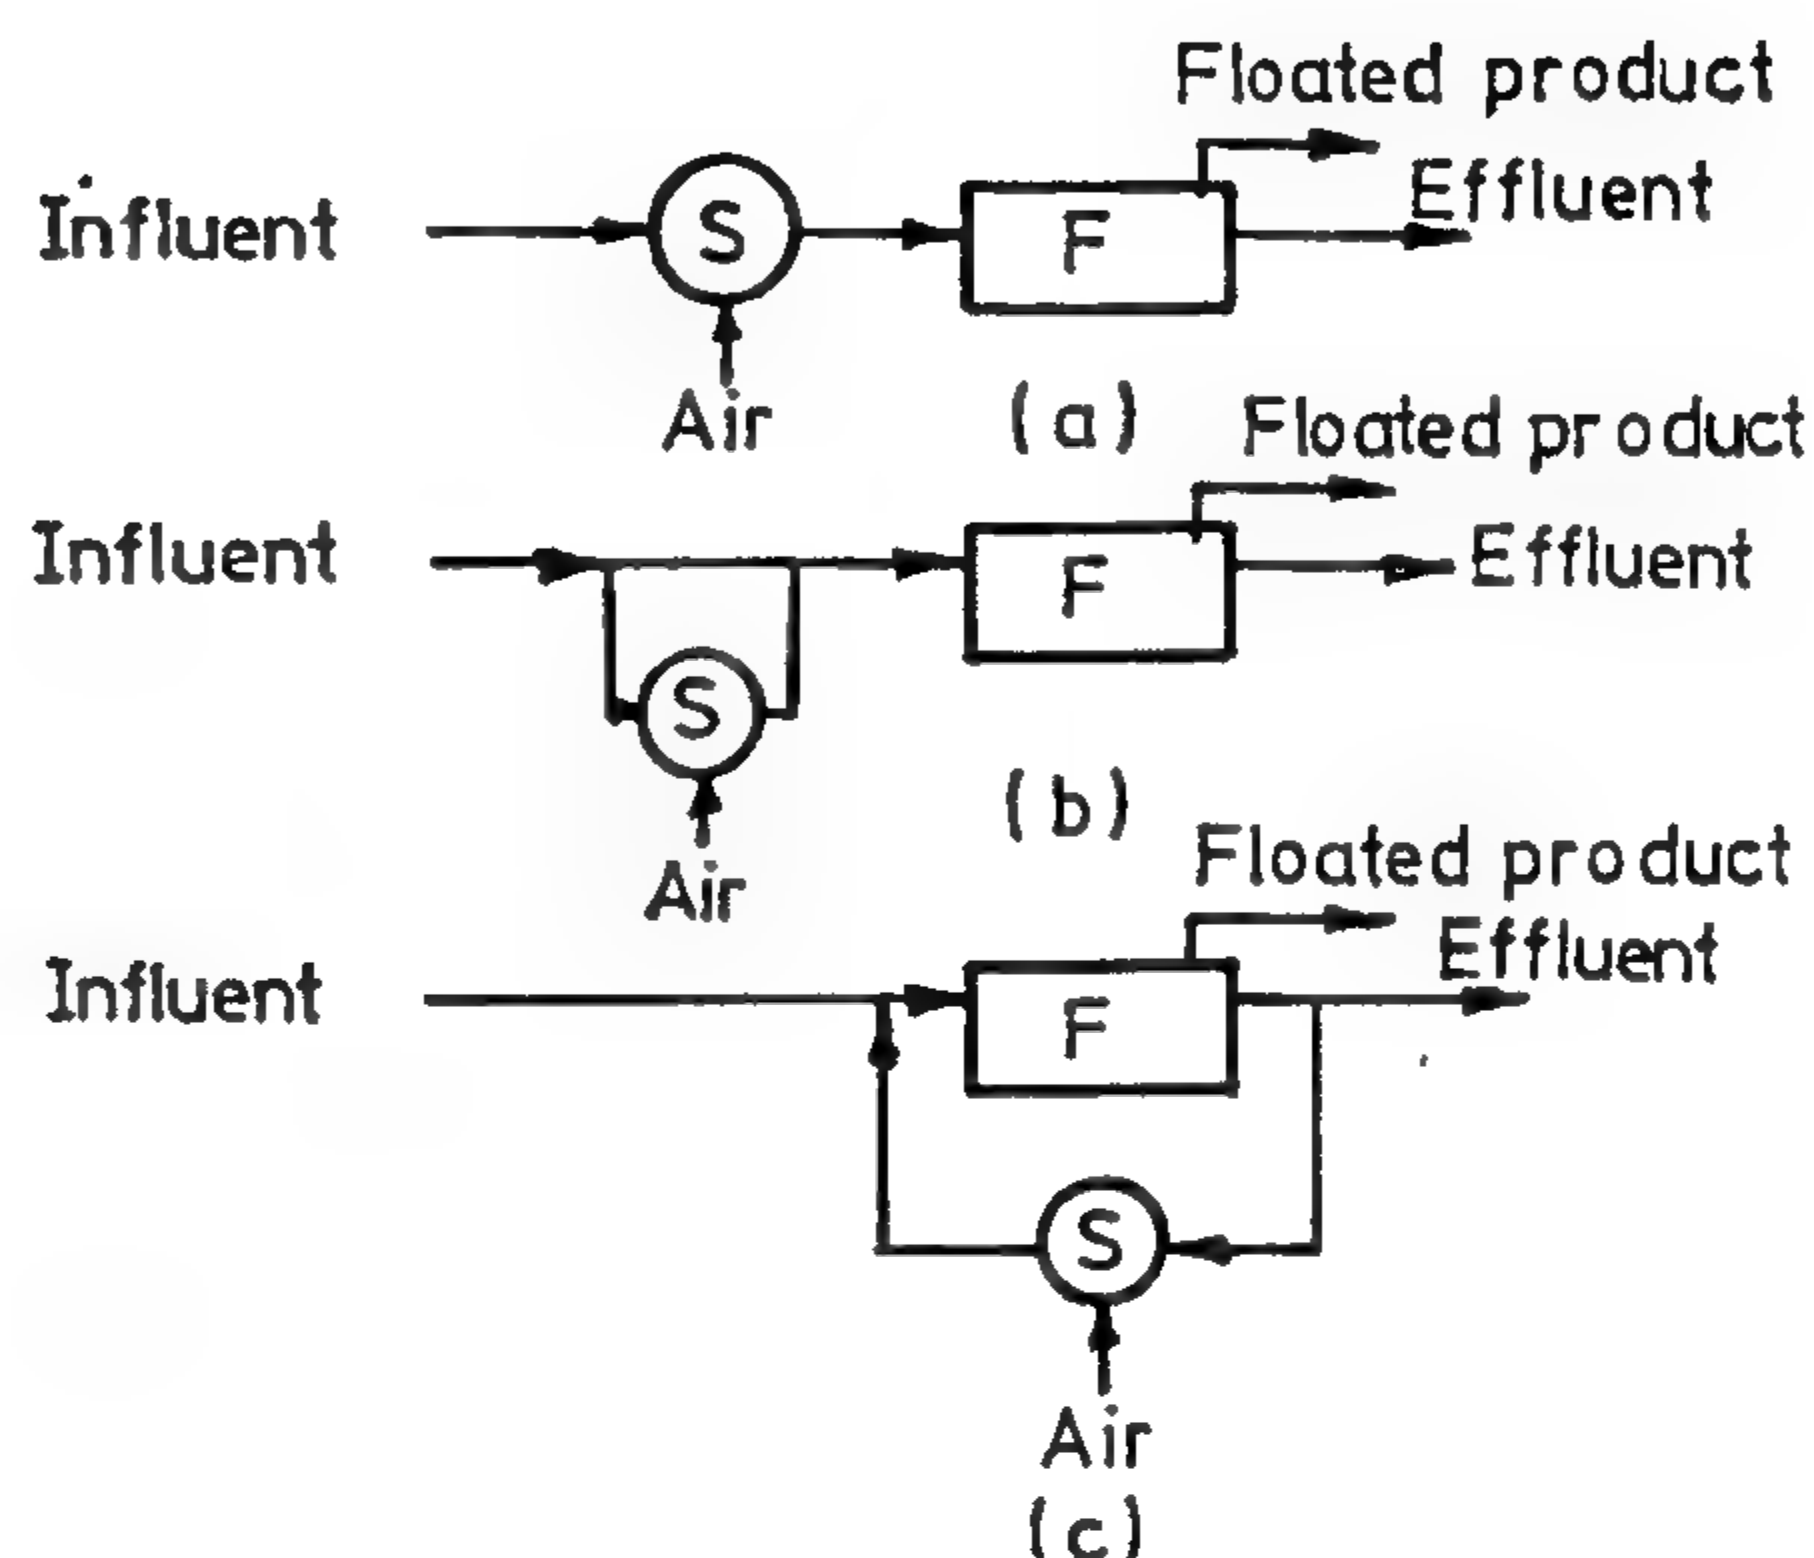 Floated product
Influent S F Effluent
Air (a)
Floated product
Influent F Effluent
S
Air (b)
Floated product
Influent F Effluent
S
Air
(c)